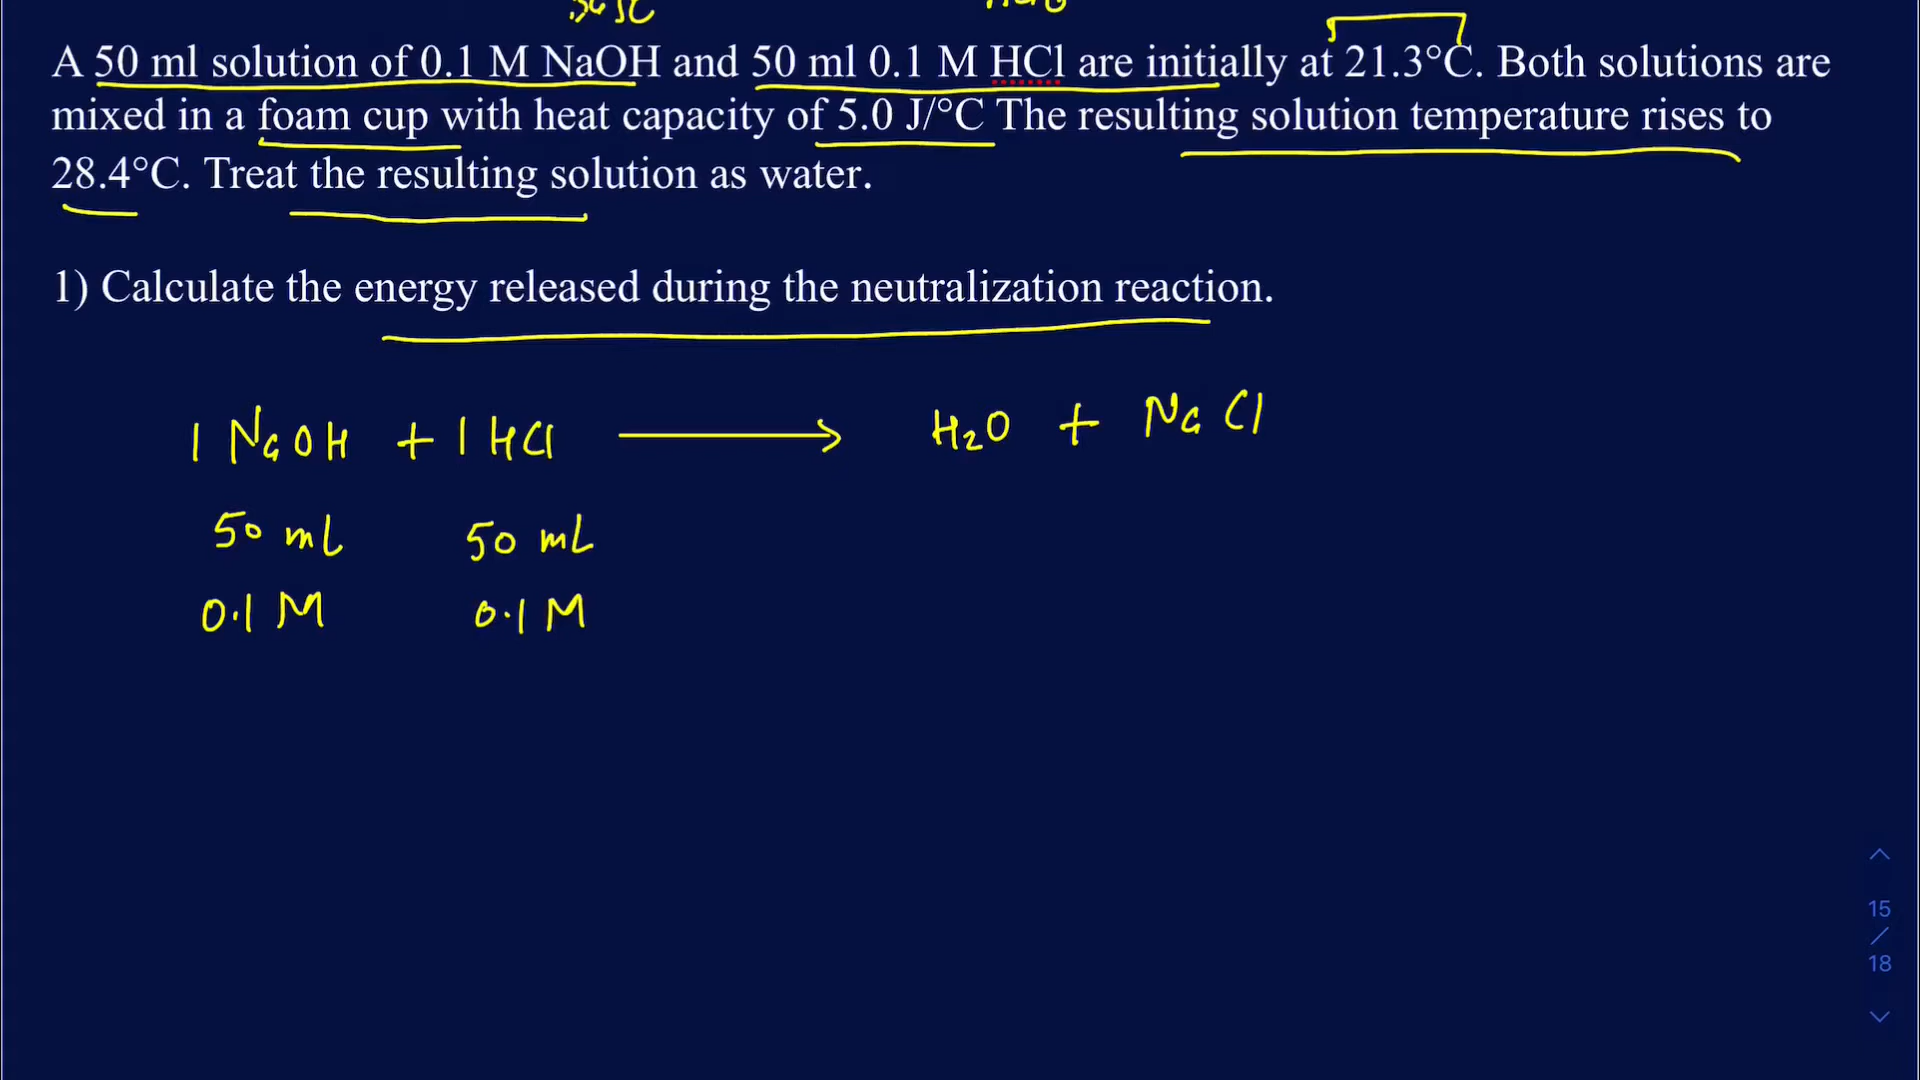 A 50 ml solution of 0.1 M NaOH and 50 ml 0.1 M HCl are initially at 21.3°C. Both solutions are
mixed in a foam cup with heat capacity of 5.0 J/°C The resulting solution temperature rises to
28.4°C. Treat the resulting solution as water.
1) Calculate the energy released during the neutralization reaction.
1 NaOH + 1 HCl ⟶ H₂O + NaCl
50 mL 50 mL
0.1 M 0.1 M
15
/
18